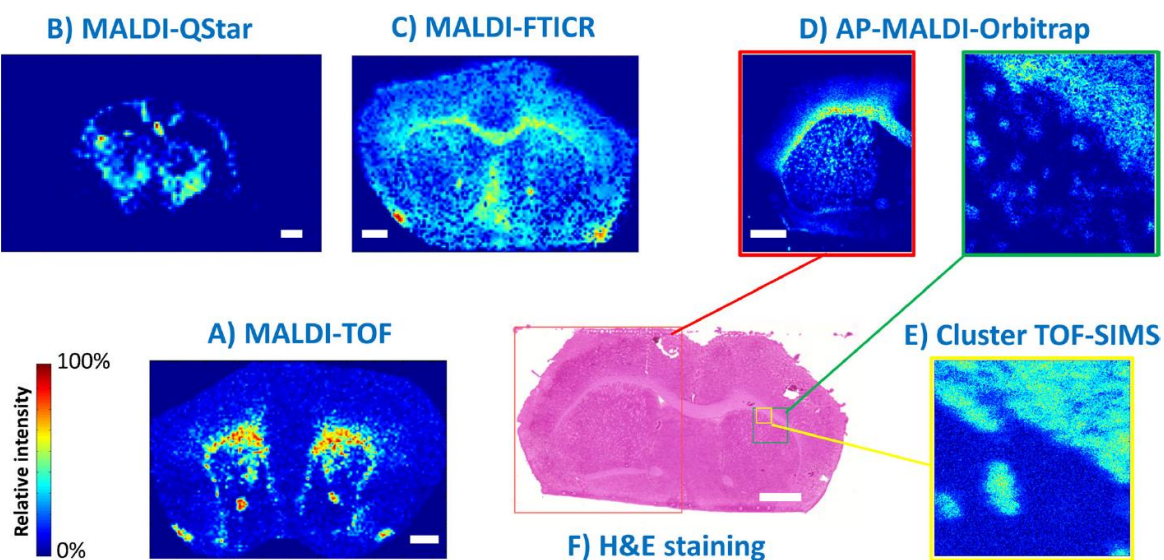 B) MALDI-QStar
C) MALDI-FTICR
D) AP-MALDI-Orbitrap
A) MALDI-TOF
E) Cluster TOF-SIMS
100%
Relative intensity
0%
F) H&E staining